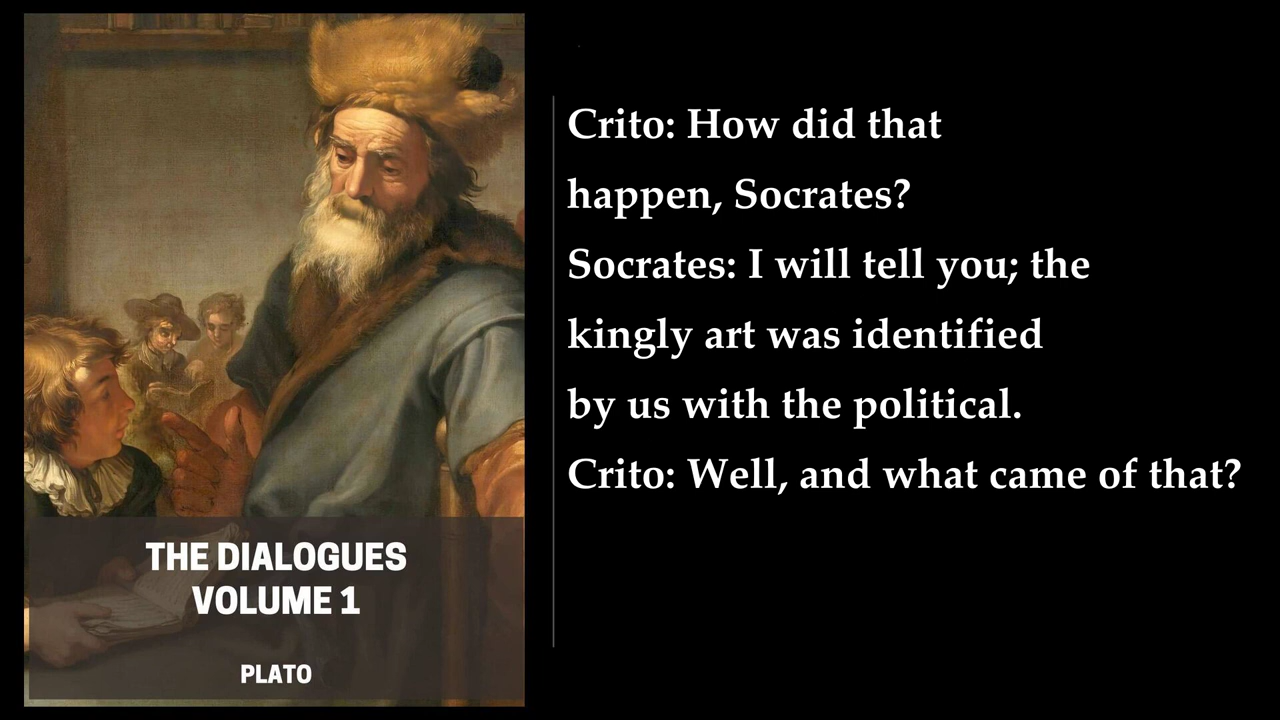 THE DIALOGUES
VOLUME 1
PLATO
Crito: How did that
happen, Socrates?
Socrates: I will tell you; the
kingly art was identified
by us with the political.
Crito: Well, and what came of that?